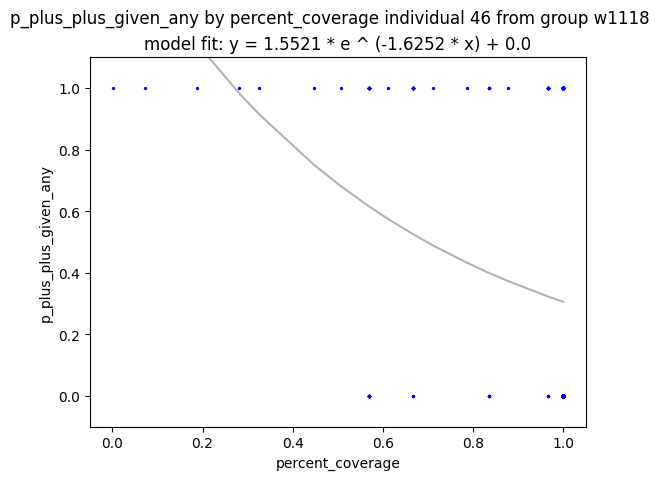 p_plus_plus_given_any by percent_coverage individual 46 from group w1118
model fit: y = 1.5521 * e ^ (-1.6252 * x) + 0.0
1.0
0.8
0.6
0.4
0.2
0.0
p_plus_plus_given_any
0.0 0.2 0.4 0.6 0.8 1.0
percent_coverage